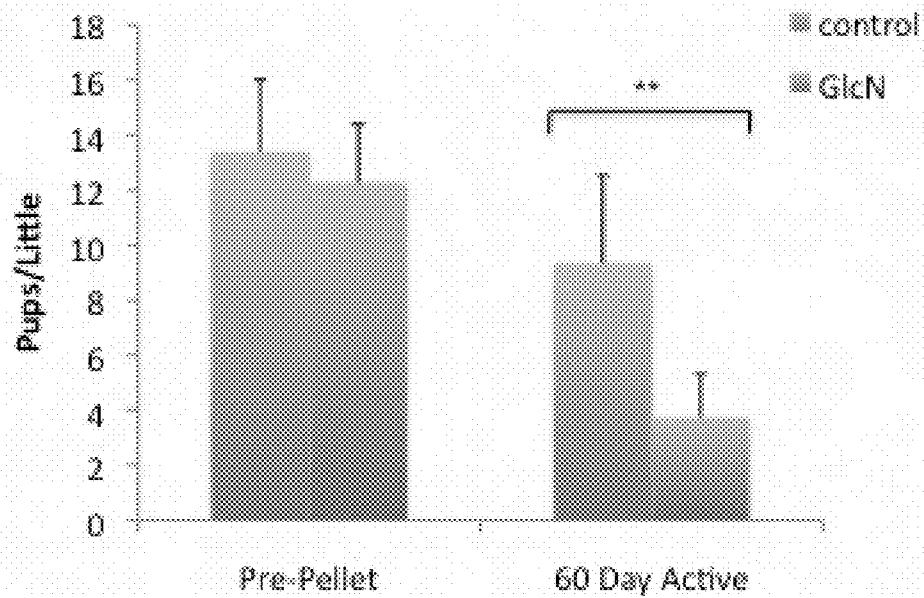 18
16
14
12
10
8
6
4
2
0
Pups/Little
control
GlcN
**
Pre-Pellet
60 Day Active